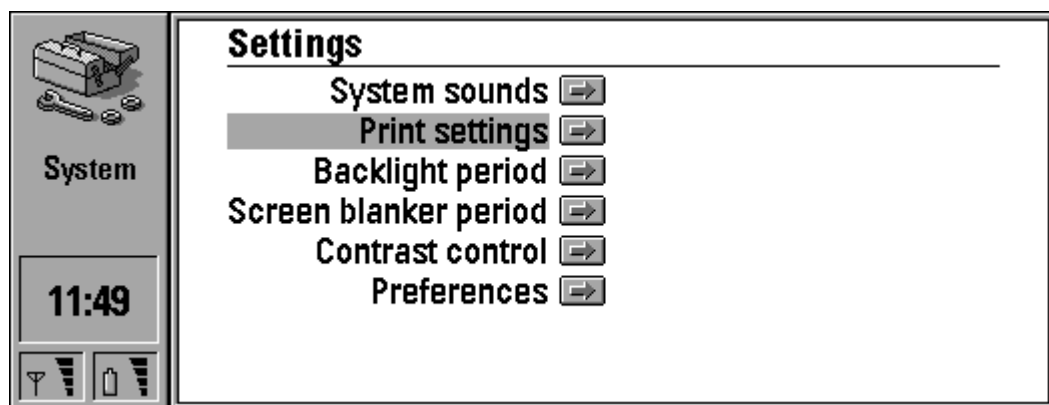 Settings
System sounds
Print settings
Backlight period
Screen blanker period
Contrast control
Preferences
System
11:49